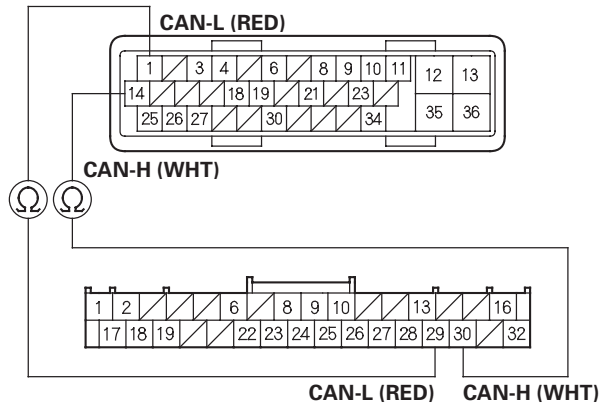 CAN-L (RED)
1 3 4 6 8 9 10 11 12 13
14 18 19 21 23
25 26 27 30 34 35 36
CAN-H (WHT)
Ω Ω
1 2 6 8 9 10 13 16
17 18 19 22 23 24 25 26 27 28 29 30 32
CAN-L (RED) CAN-H (WHT)